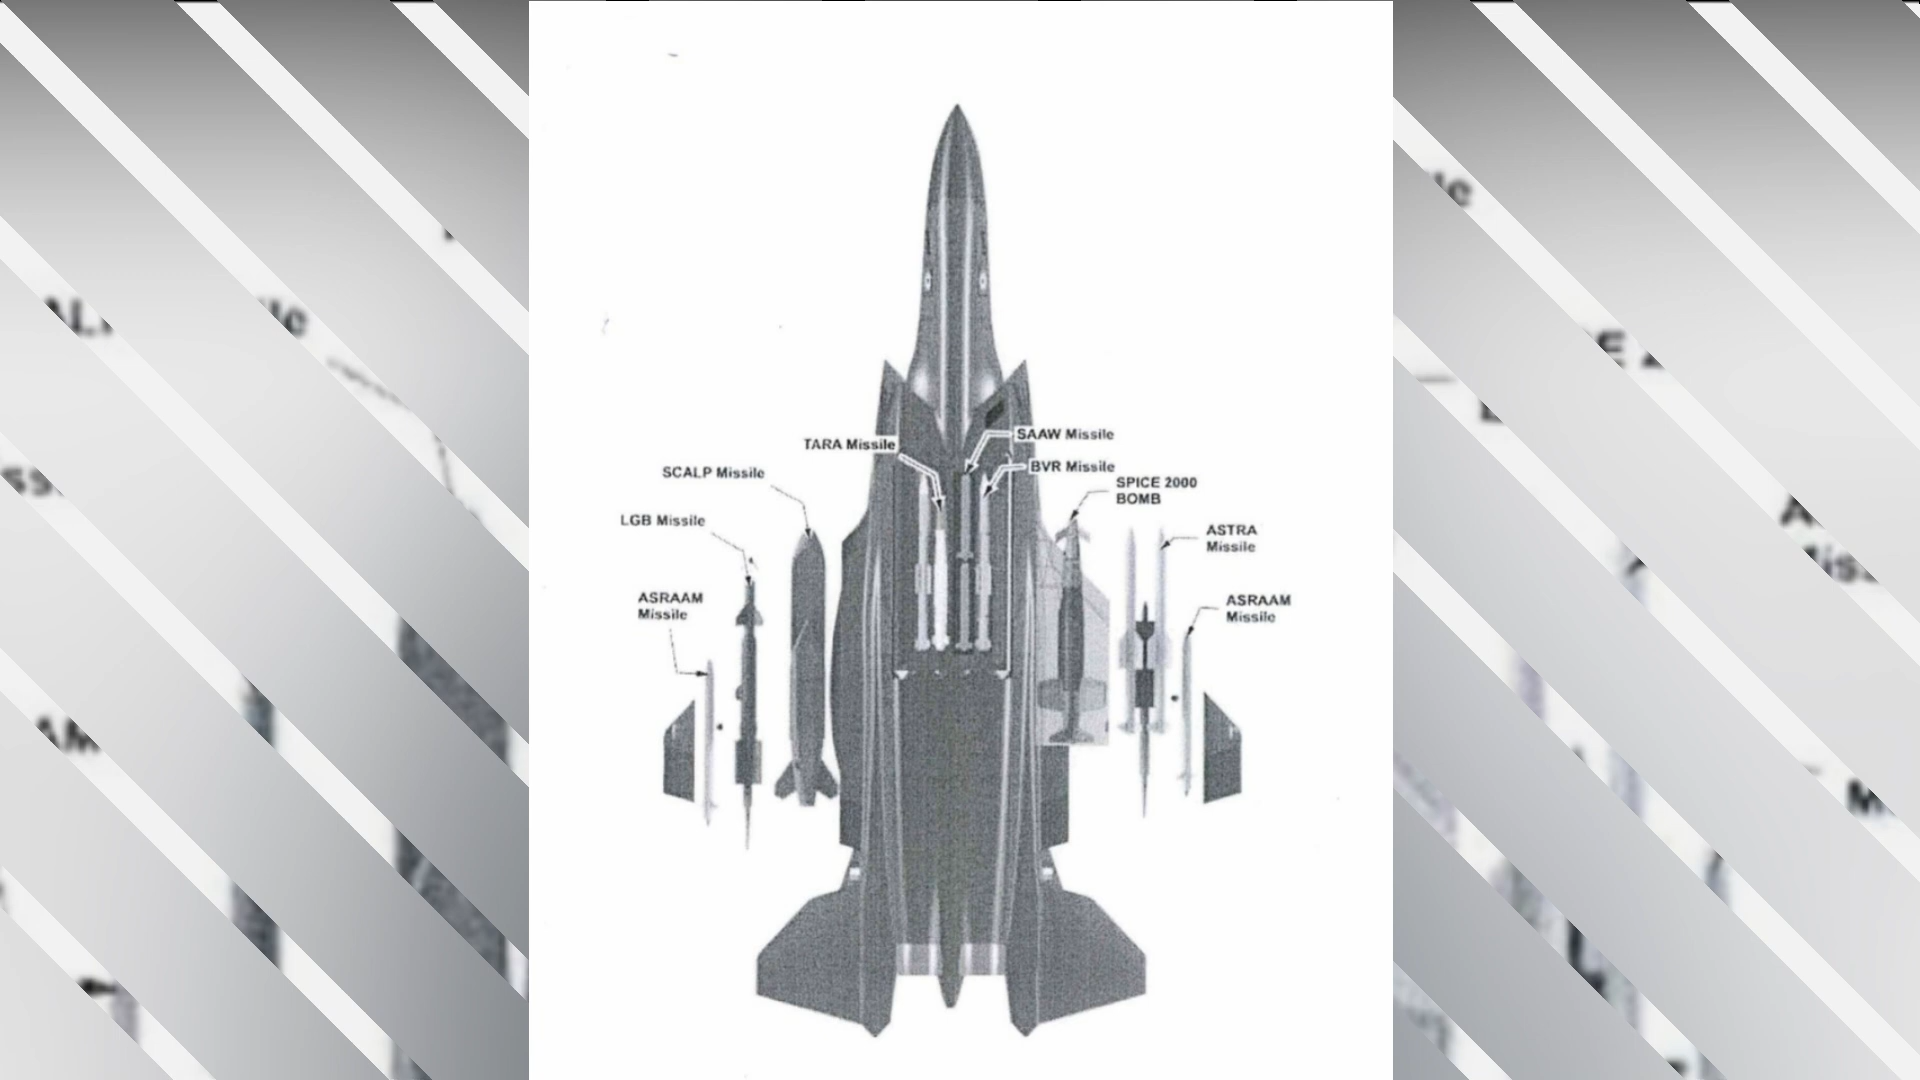 TARA Missile
SAAW Missile
BVR Missile
SCALP Missile
SPICE 2000
BOMB
LGB Missile
ASTRA
Missile
ASRAAM
Missile
ASRAAM
Missile